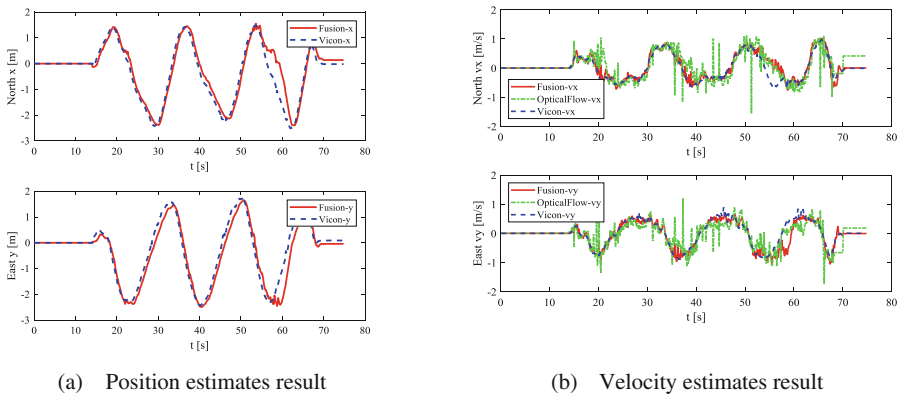 North x [m]
2
1
0
-1
-2
-3
Fusion-x
Vicon-x
0 10 20 30 40 50 60 70 80
t [s]
East y [m]
2
1
0
-1
-2
-3
Fusion-y
Vicon-y
0 10 20 30 40 50 60 70 80
t [s]
(a) Position estimates result
North vx [m/s]
2
1
0
-1
-2
Fusion-vx
OpticalFlow-vx
Vicon-vx
0 10 20 30 40 50 60 70 80
t [s]
East vy [m/s]
2
1
0
-1
-2
Fusion-vy
OpticalFlow-vy
Vicon-vy
0 10 20 30 40 50 60 70 80
t [s]
(b) Velocity estimates result